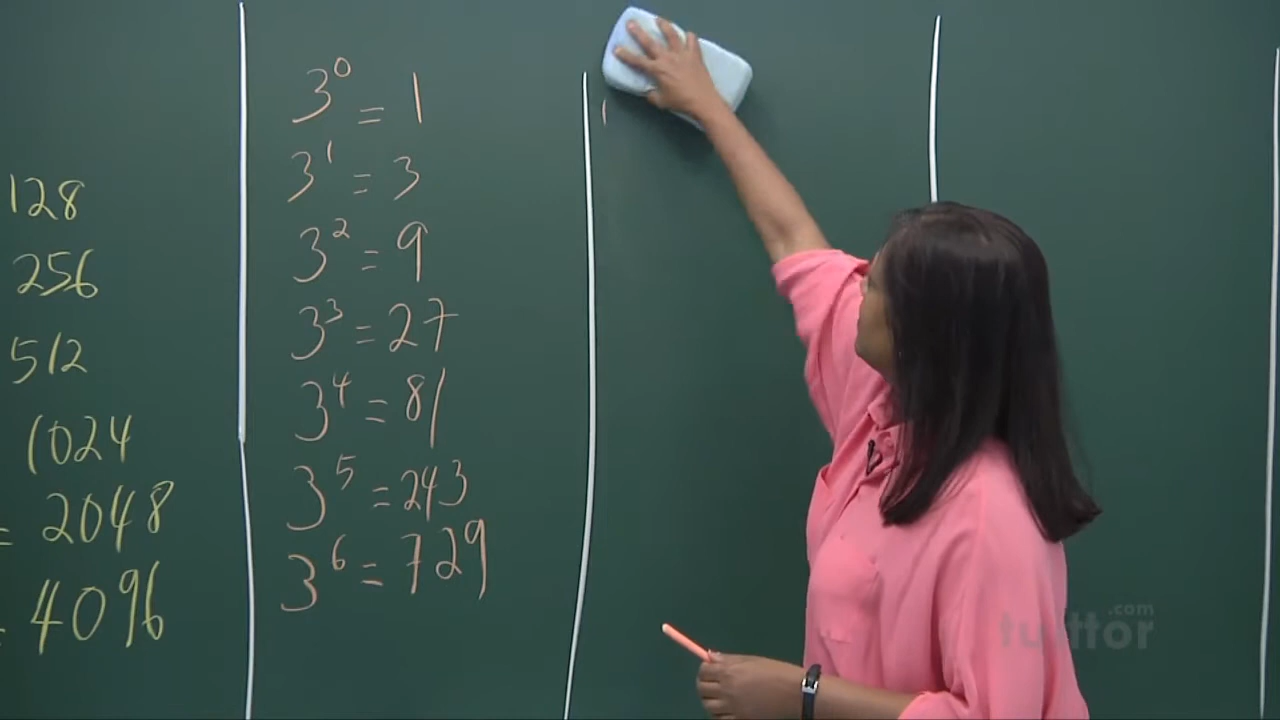 128
256
512
1024
= 2048
= 4096
3⁰ = 1
3¹ = 3
3² = 9
3³ = 27
3⁴ = 81
3⁵ = 243
3⁶ = 729
tuittor.com